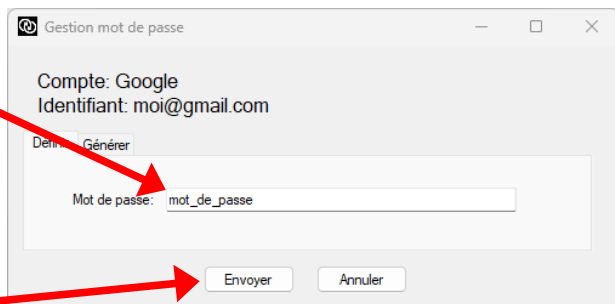 Gestion mot de passe
Compte: Google
Identifiant: moi@gmail.com
Générer
Mot de passe: mot_de_passe
Envoyer Annuler